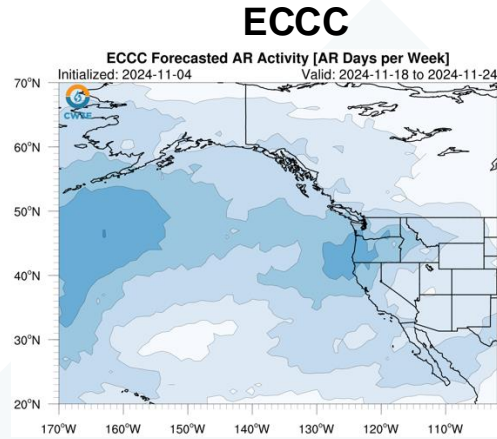 ECCC
ECCC Forecasted AR Activity [AR Days per Week]
Initialized: 2024-11-04 Valid: 2024-11-18 to 2024-11-24
70°N
CW3E
60°N
50°N
40°N
30°N
20°N
170°W 160°W 150°W 140°W 130°W 120°W 110°W